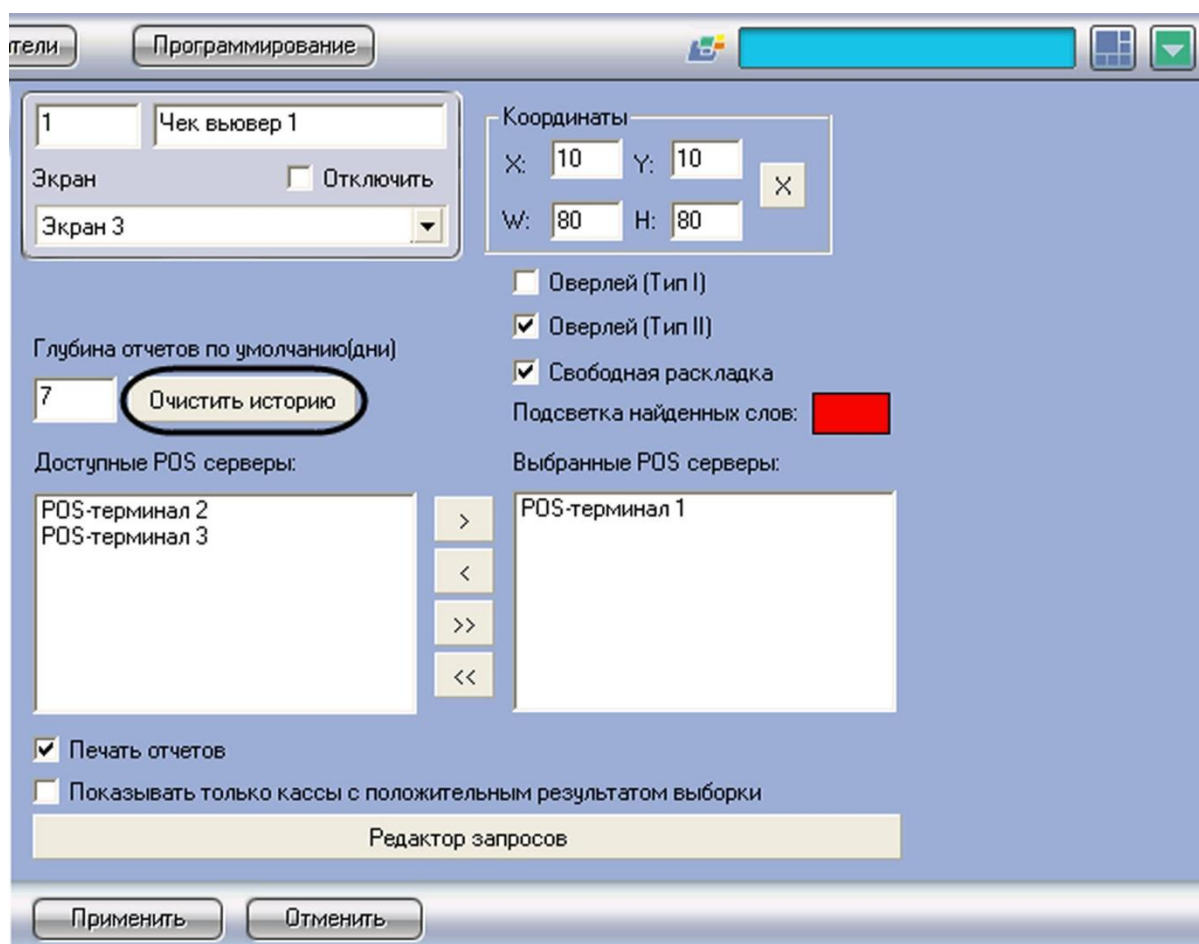 тели Программирование
1 Чек вьювер 1
Экран Отключить
Экран 3
Координаты
X: 10 Y: 10 X
W: 80 H: 80
Оверлей (Тип I)
Оверлей (Тип II)
Свободная раскладка
Подсветка найденных слов:
Глубина отчетов по умолчанию(дни)
7 Очистить историю
Доступные POS серверы:
POS-терминал 2
POS-терминал 3
>
<
>>
<<
Выбранные POS серверы:
POS-терминал 1
Печать отчетов
Показывать только кассы с положительным результатом выборки
Редактор запросов
Применить Отменить